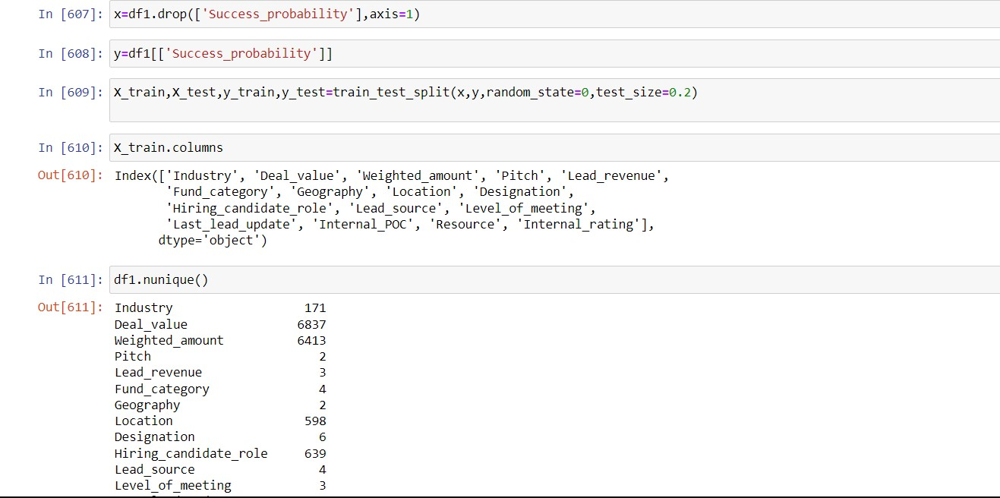 In [607]: x=df1.drop(['Success_probability'],axis=1)
In [608]: y=df1[['Success_probability']]
In [609]: X_train,X_test,y_train,y_test=train_test_split(x,y,random_state=0,test_size=0.2)
In [610]: X_train.columns
Out[610]: Index(['Industry', 'Deal_value', 'Weighted_amount', 'Pitch', 'Lead_revenue',
'Fund_category', 'Geography', 'Location', 'Designation',
'Hiring_candidate_role', 'Lead_source', 'Level_of_meeting',
'Last_lead_update', 'Internal_POC', 'Resource', 'Internal_rating'],
dtype='object')
In [611]: df1.nunique()
Out[611]: Industry 171
Deal_value 6837
Weighted_amount 6413
Pitch 2
Lead_revenue 3
Fund_category 4
Geography 2
Location 598
Designation 6
Hiring_candidate_role 639
Lead_source 4
Level_of_meeting 3